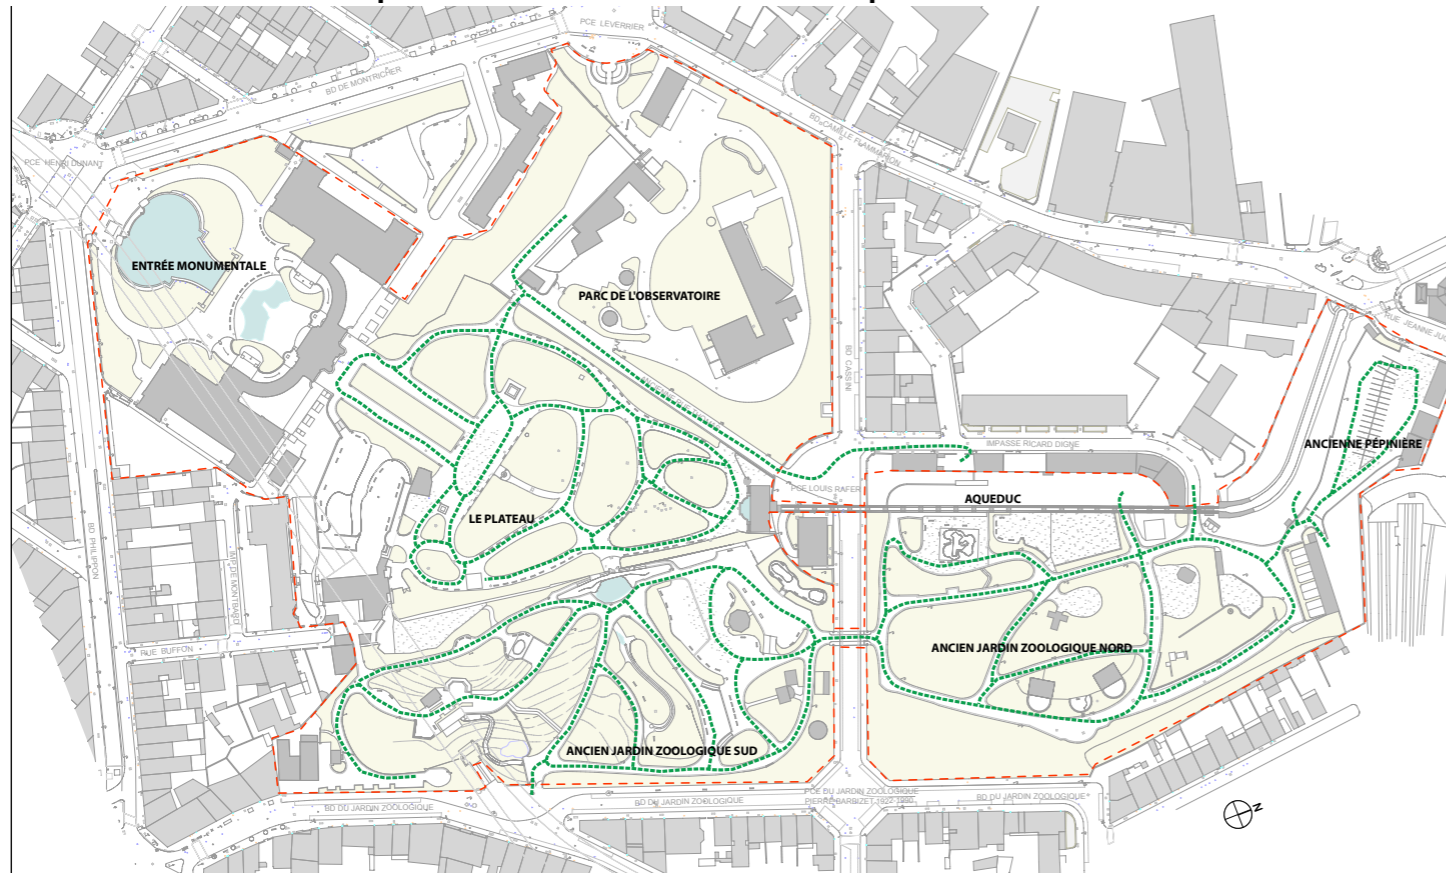 PCE LEVERRIER
BD DE MONTRICHER
BD CAMILLE FLAMMARION
PCE HENRI DUNANT
ENTRÉE MONUMENTALE
PARC DE L'OBSERVATOIRE
RUE JEANNE JUG
BD CASSINI
IMPASSE RICARD DIGNE
ANCIENNE PÉPINIÈRE
PCE LOUIS RAFER
AQUEDUC
LE PLATEAU
BD PHILIPPON
IMP DE MONTBARD
RUE BUFFON
ANCIEN JARDIN ZOOLOGIQUE NORD
ANCIEN JARDIN ZOOLOGIQUE SUD
BD DU JARDIN ZOOLOGIQUE
BD DU JARDIN ZOOLOGIQUE
PCE DU JARDIN ZOOLOGIQUE
PIERRE BARBIZET 1922-1990
BD DU JARDIN ZOOLOGIQUE
N